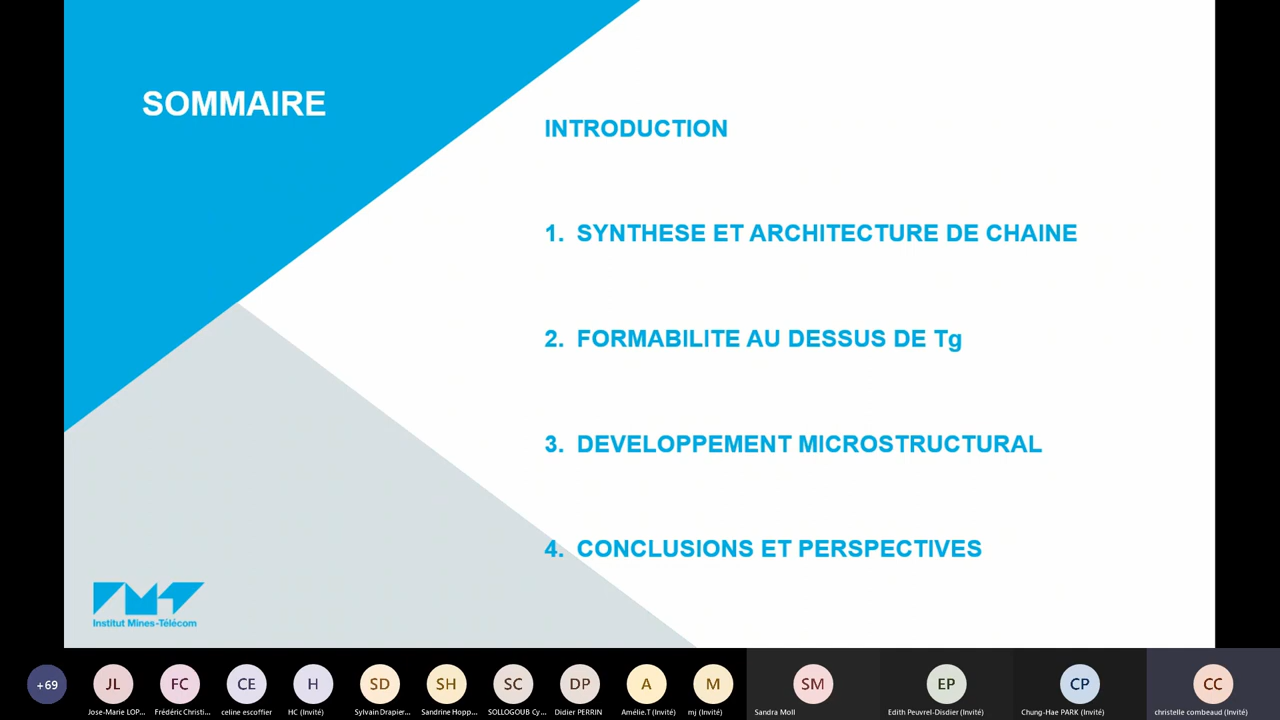 SOMMAIRE
INTRODUCTION
1. SYNTHESE ET ARCHITECTURE DE CHAINE
2. FORMABILITE AU DESSUS DE Tg
3. DEVELOPPEMENT MICROSTRUCTURAL
4. CONCLUSIONS ET PERSPECTIVES
IMT
Institut Mines-Télécom
+69 JL FC CE H SD SH SC DP A M SM EP CP CC
Jose-Marie LOP... Frédéric Christi... celine escoffier HC (Invité) Sylvain Drapier... Sandrine Hopp... SOLLOGOUB Cy... Didier PERRIN Amélie.T (Invité) mj (Invité) Sandra Moll Edith Peuvrel-Disdier (Invité) Chung-Hae PARK (Invité) christelle combeaud (Invité)